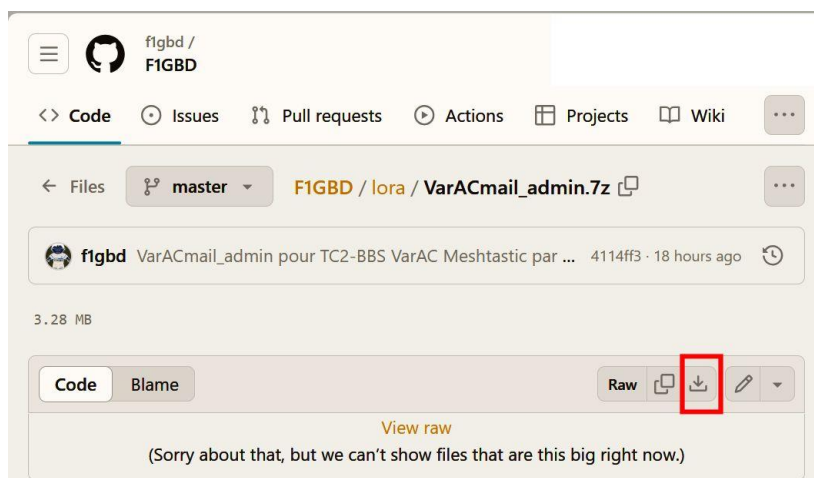 f1gbd /
F1GBD
<> Code Issues Pull requests Actions Projects Wiki ...
← Files master F1GBD / lora / VarACmail_admin.7z ...
f1gbd VarACmail_admin pour TC2-BBS VarAC Meshtastic par ... 4114ff3 · 18 hours ago
3.28 MB
Code Blame Raw
View raw
(Sorry about that, but we can't show files that are this big right now.)